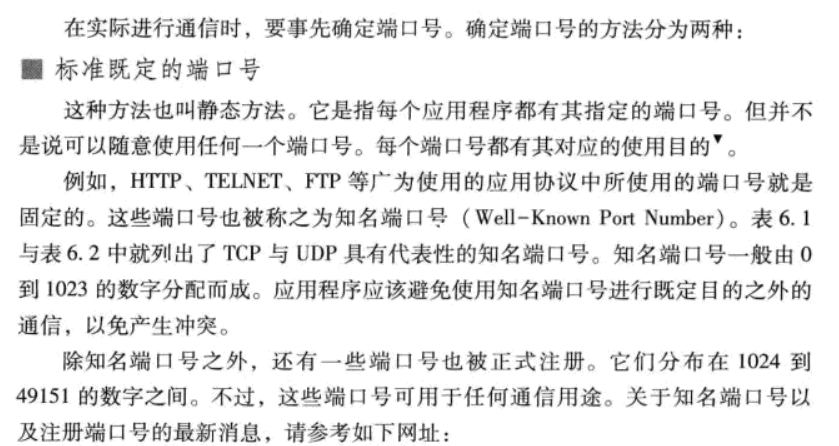 在实际进行通信时，要事先确定端口号。确定端口号的方法分为两种：
■ 标准既定的端口号
这种方法也叫静态方法。它是指每个应用程序都有其指定的端口号。但并不
是说可以随意使用任何一个端口号。每个端口号都有其对应的使用目的▼。
例如，HTTP、TELNET、FTP 等广为使用的应用协议中所使用的端口号就是
固定的。这些端口号也被称之为知名端口号（Well-Known Port Number）。表 6.1
与表 6.2 中就列出了 TCP 与 UDP 具有代表性的知名端口号。知名端口号一般由 0
到 1023 的数字分配而成。应用程序应该避免使用知名端口号进行既定目的之外的
通信，以免产生冲突。
除知名端口号之外，还有一些端口号也被正式注册。它们分布在 1024 到
49151 的数字之间。不过，这些端口号可用于任何通信用途。关于知名端口号以
及注册端口号的最新消息，请参考如下网址：